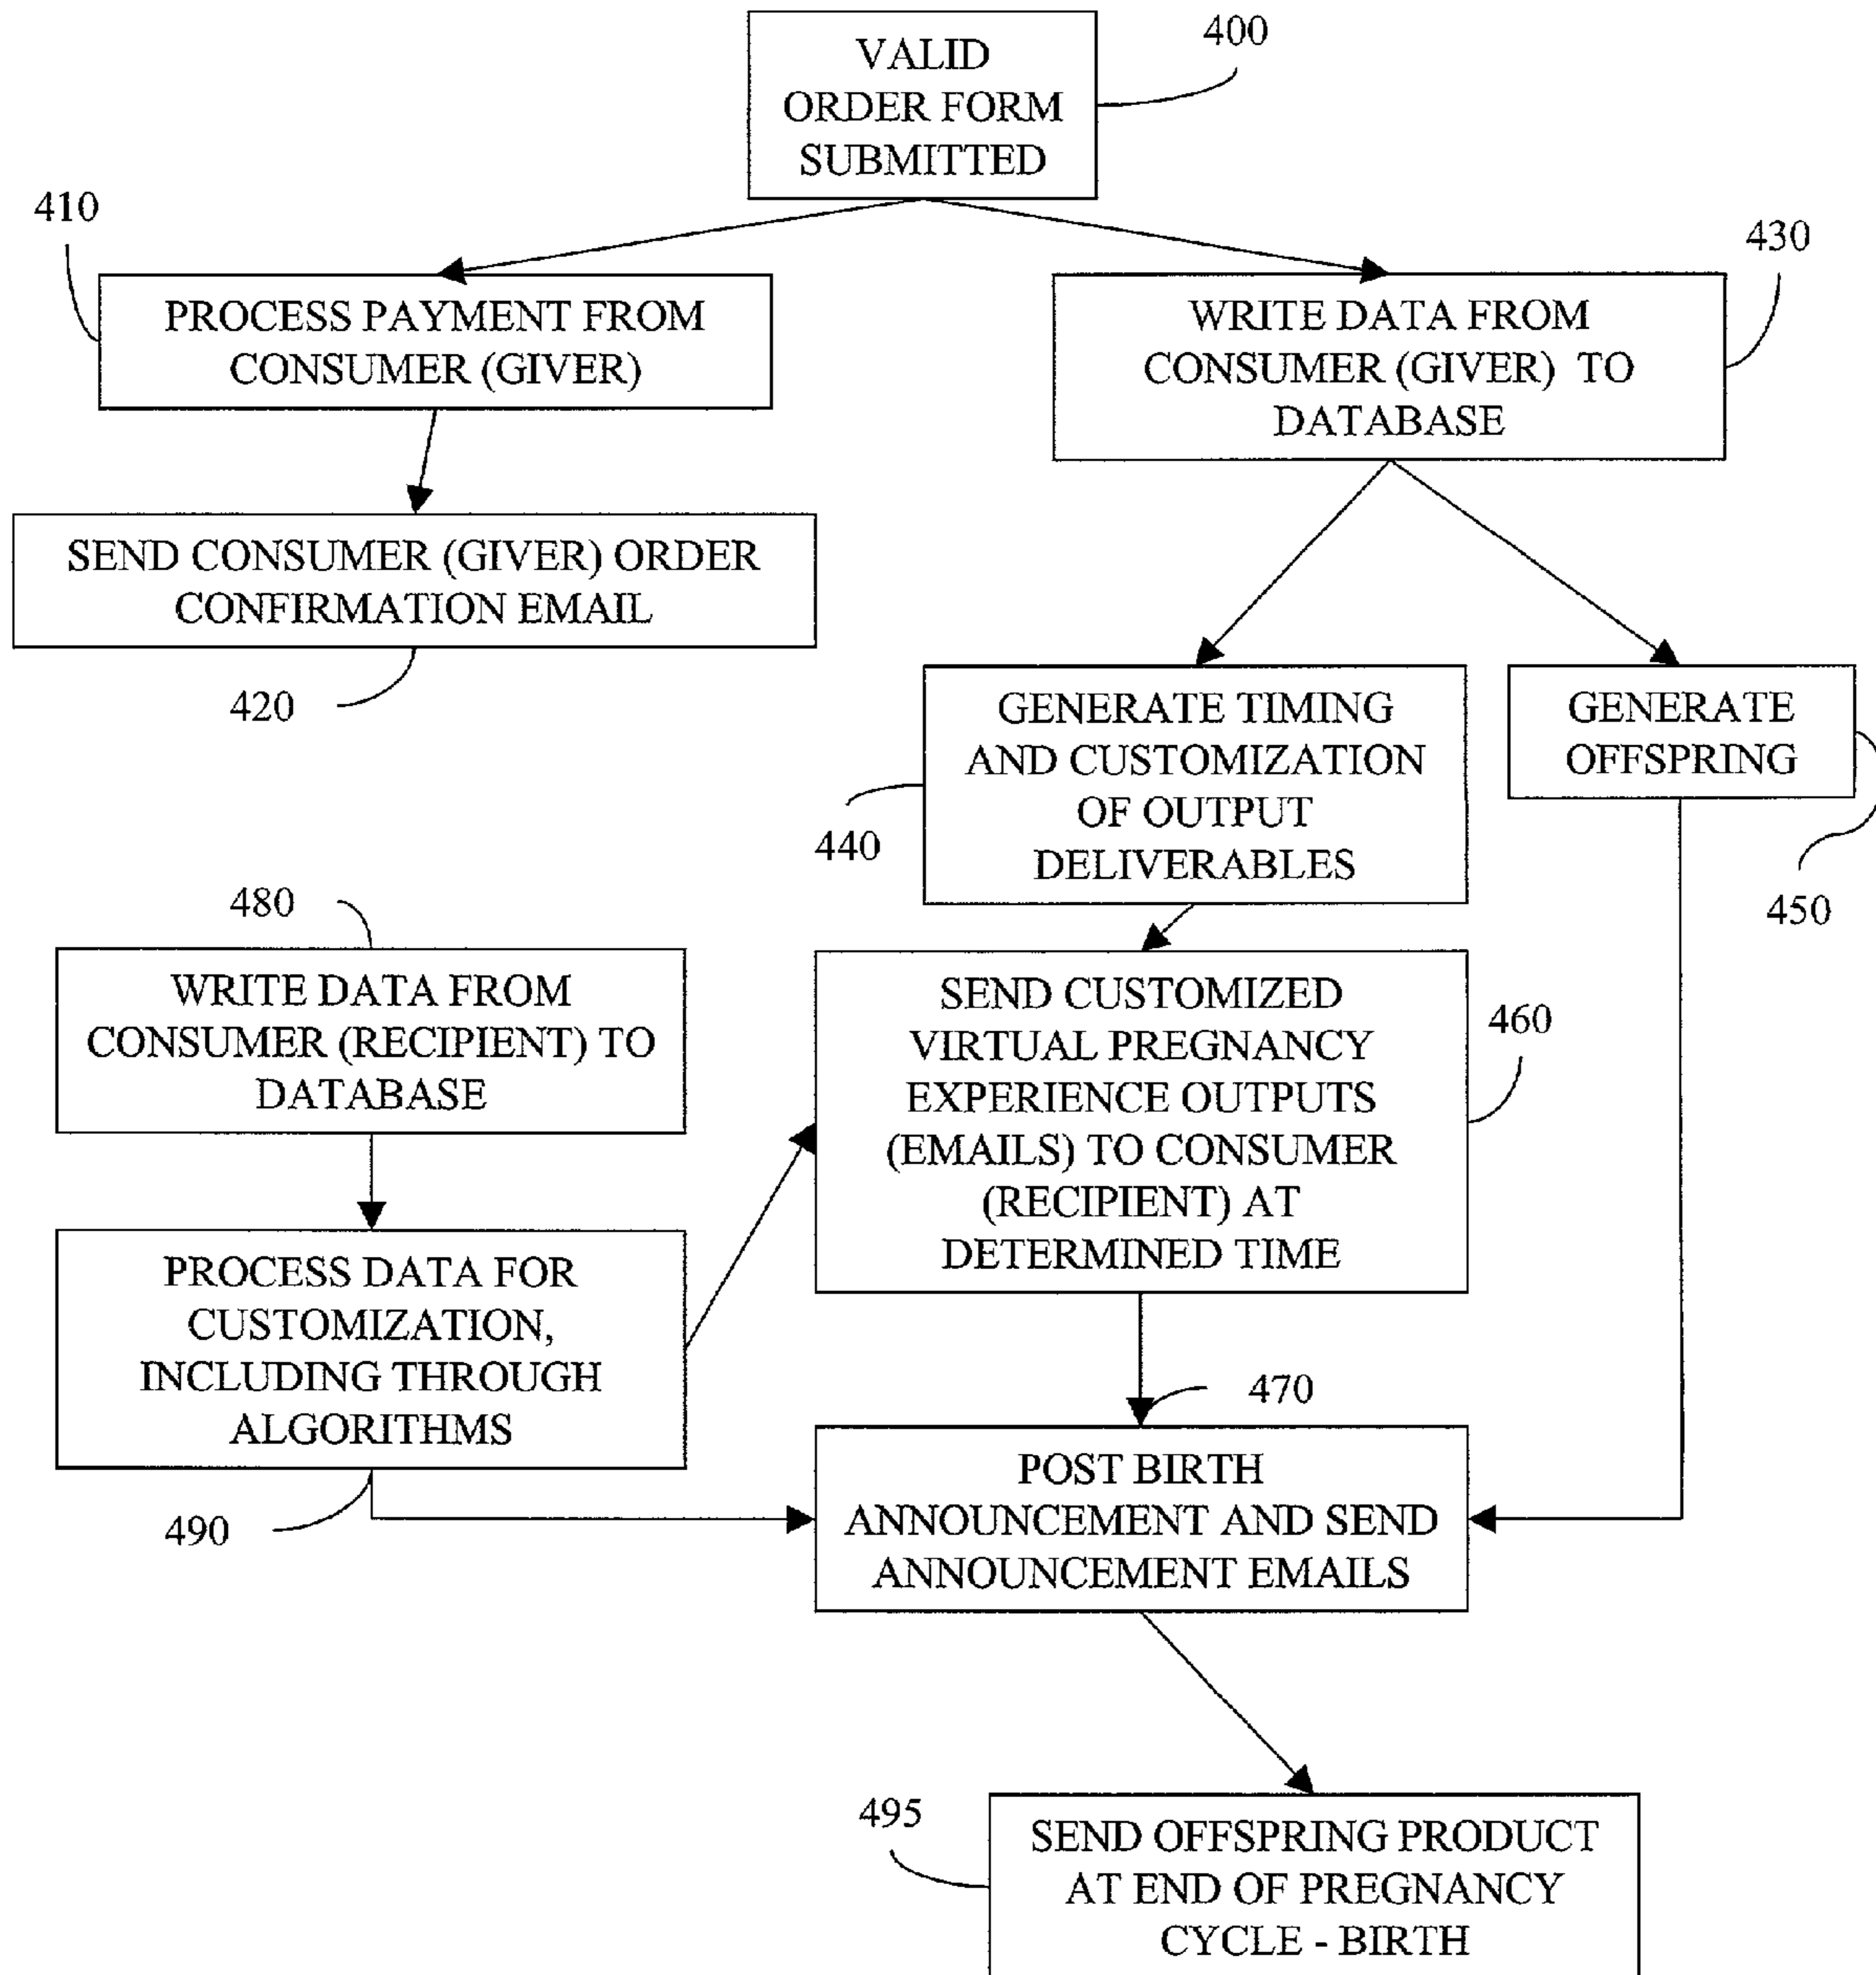 VALID
ORDER FORM
SUBMITTED
400
410
PROCESS PAYMENT FROM
CONSUMER (GIVER)
430
WRITE DATA FROM
CONSUMER (GIVER) TO
DATABASE
SEND CONSUMER (GIVER) ORDER
CONFIRMATION EMAIL
420
GENERATE TIMING
AND CUSTOMIZATION
OF OUTPUT
DELIVERABLES
440
GENERATE
OFFSPRING
450
480
WRITE DATA FROM
CONSUMER (RECIPIENT) TO
DATABASE
SEND CUSTOMIZED
VIRTUAL PREGNANCY
EXPERIENCE OUTPUTS
(EMAILS) TO CONSUMER
(RECIPIENT) AT
DETERMINED TIME
460
PROCESS DATA FOR
CUSTOMIZATION,
INCLUDING THROUGH
ALGORITHMS
490
470
POST BIRTH
ANNOUNCEMENT AND SEND
ANNOUNCEMENT EMAILS
495
SEND OFFSPRING PRODUCT
AT END OF PREGNANCY
CYCLE - BIRTH